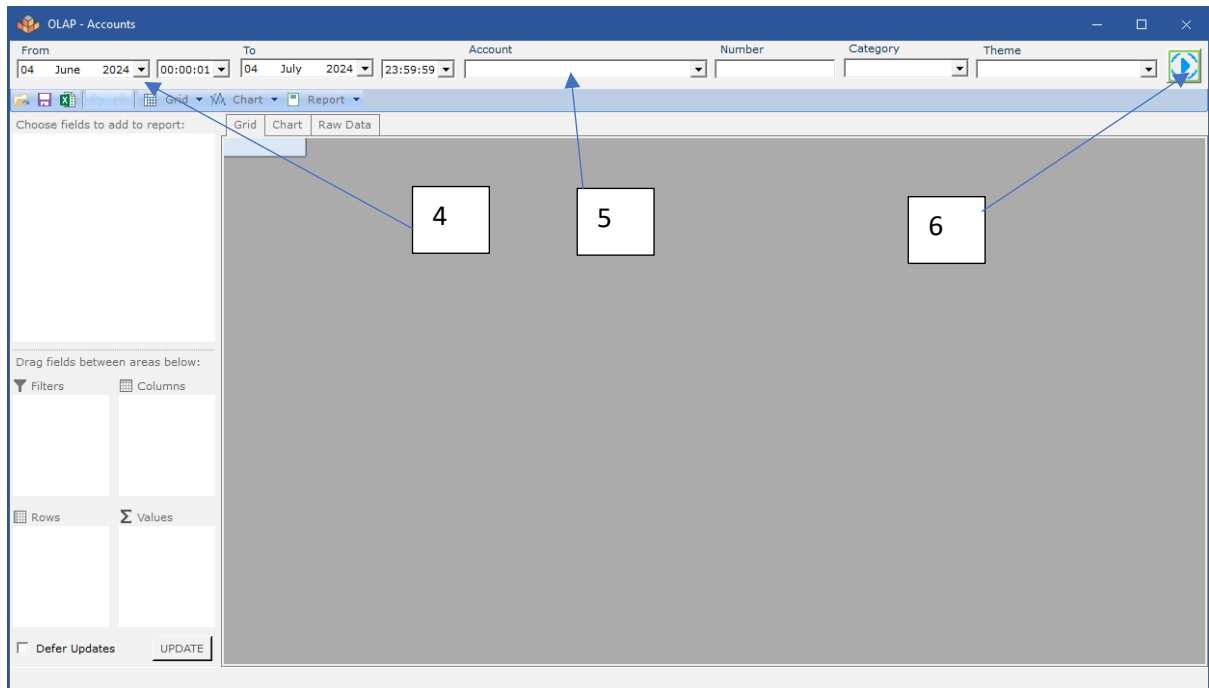 OLAP - Accounts
From To Account Number Category Theme
04 June 2024 00:00:01 04 July 2024 23:59:59
Grid Chart Report
Choose fields to add to report: Grid Chart Raw Data
4 5 6
Drag fields between areas below:
Filters Columns
Rows Σ Values
Defer Updates UPDATE